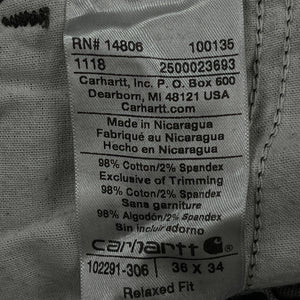 RN# 14806 100135
1118 2500023693
Carhartt, Inc. P.O. Box 600
Dearborn, MI 48121 USA
Carhartt.com
Made in Nicaragua
Fabriqué au Nicaragua
Hecho en Nicaragua
98% Cotton/2% Spandex
Exclusive of Trimming
98% Cotton/2% Spandex
Sans garniture
98% Algodón/2% Spandex
Sin incluir adorno
carhartt
102291-306 36 x 34
Relaxed Fit